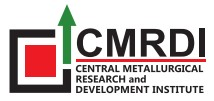 CMRDI
CENTRAL METALLURGICAL
RESEARCH and
DEVELOPMENT INSTITUTE